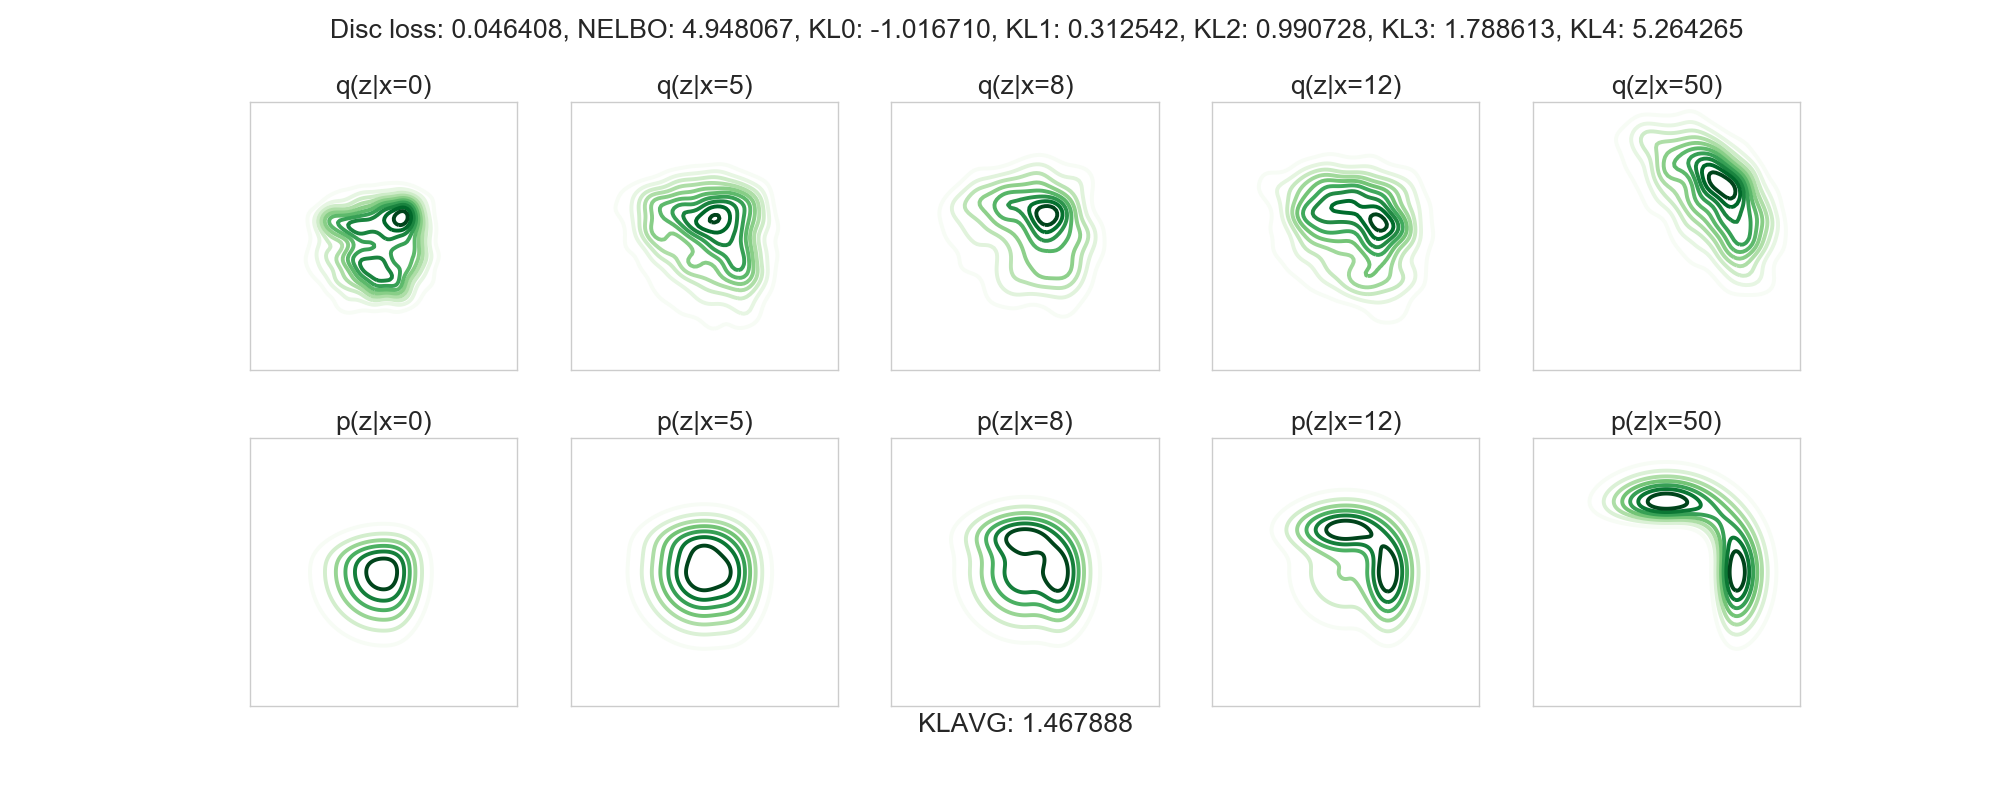 Disc loss: 0.046408, NELBO: 4.948067, KL0: -1.016710, KL1: 0.312542, KL2: 0.990728, KL3: 1.788613, KL4: 5.264265
q(z|x=0) q(z|x=5) q(z|x=8) q(z|x=12) q(z|x=50)
p(z|x=0) p(z|x=5) p(z|x=8) p(z|x=12) p(z|x=50)
KLAVG: 1.467888